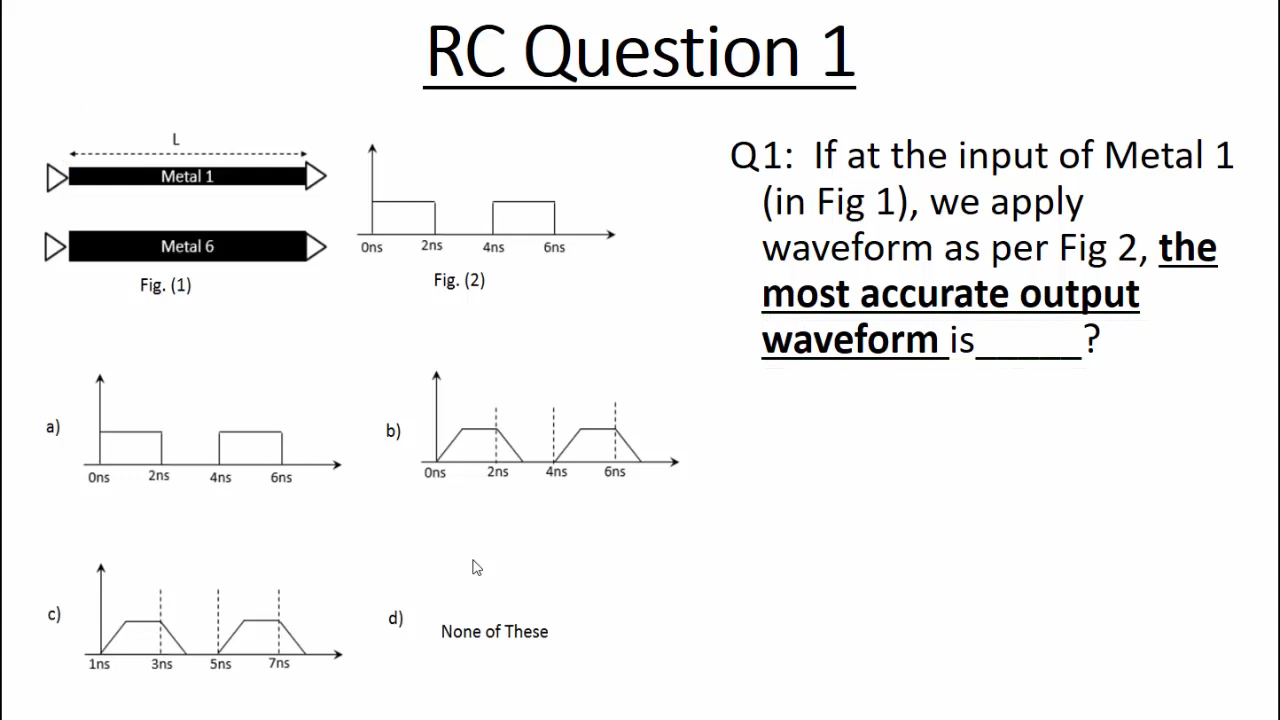 RC Question 1
L
Metal 1
Metal 6
Fig. (1)
0ns 2ns 4ns 6ns
Fig. (2)
Q1: If at the input of Metal 1
(in Fig 1), we apply
waveform as per Fig 2, the
most accurate output
waveform is_____?
a)
0ns 2ns 4ns 6ns
b)
0ns 2ns 4ns 6ns
c)
1ns 3ns 5ns 7ns
d)
None of These